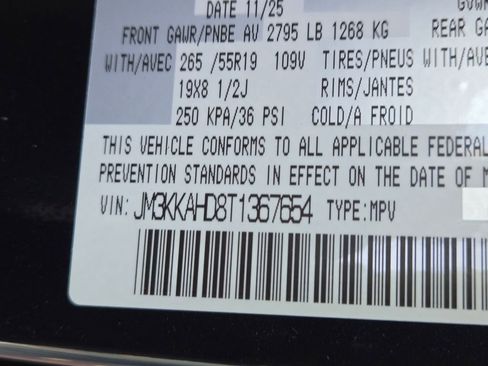 DATE 11/25 GVWR
FRONT GAWR/PNBE AV 2795 LB 1268 KG REAR GA
WITH/AVEC 265 /55R19 109V TIRES/PNEUS WITH/AV
19X8 1/2J RIMS/JANTES
250 KPA/36 PSI COLD/A FROID
THIS VEHICLE CONFORMS TO ALL APPLICABLE FEDERAL
PREVENTION STANDARDS IN EFFECT ON THE DATE OF M
VIN: JM3KKAHD8T1367654 TYPE:MPV